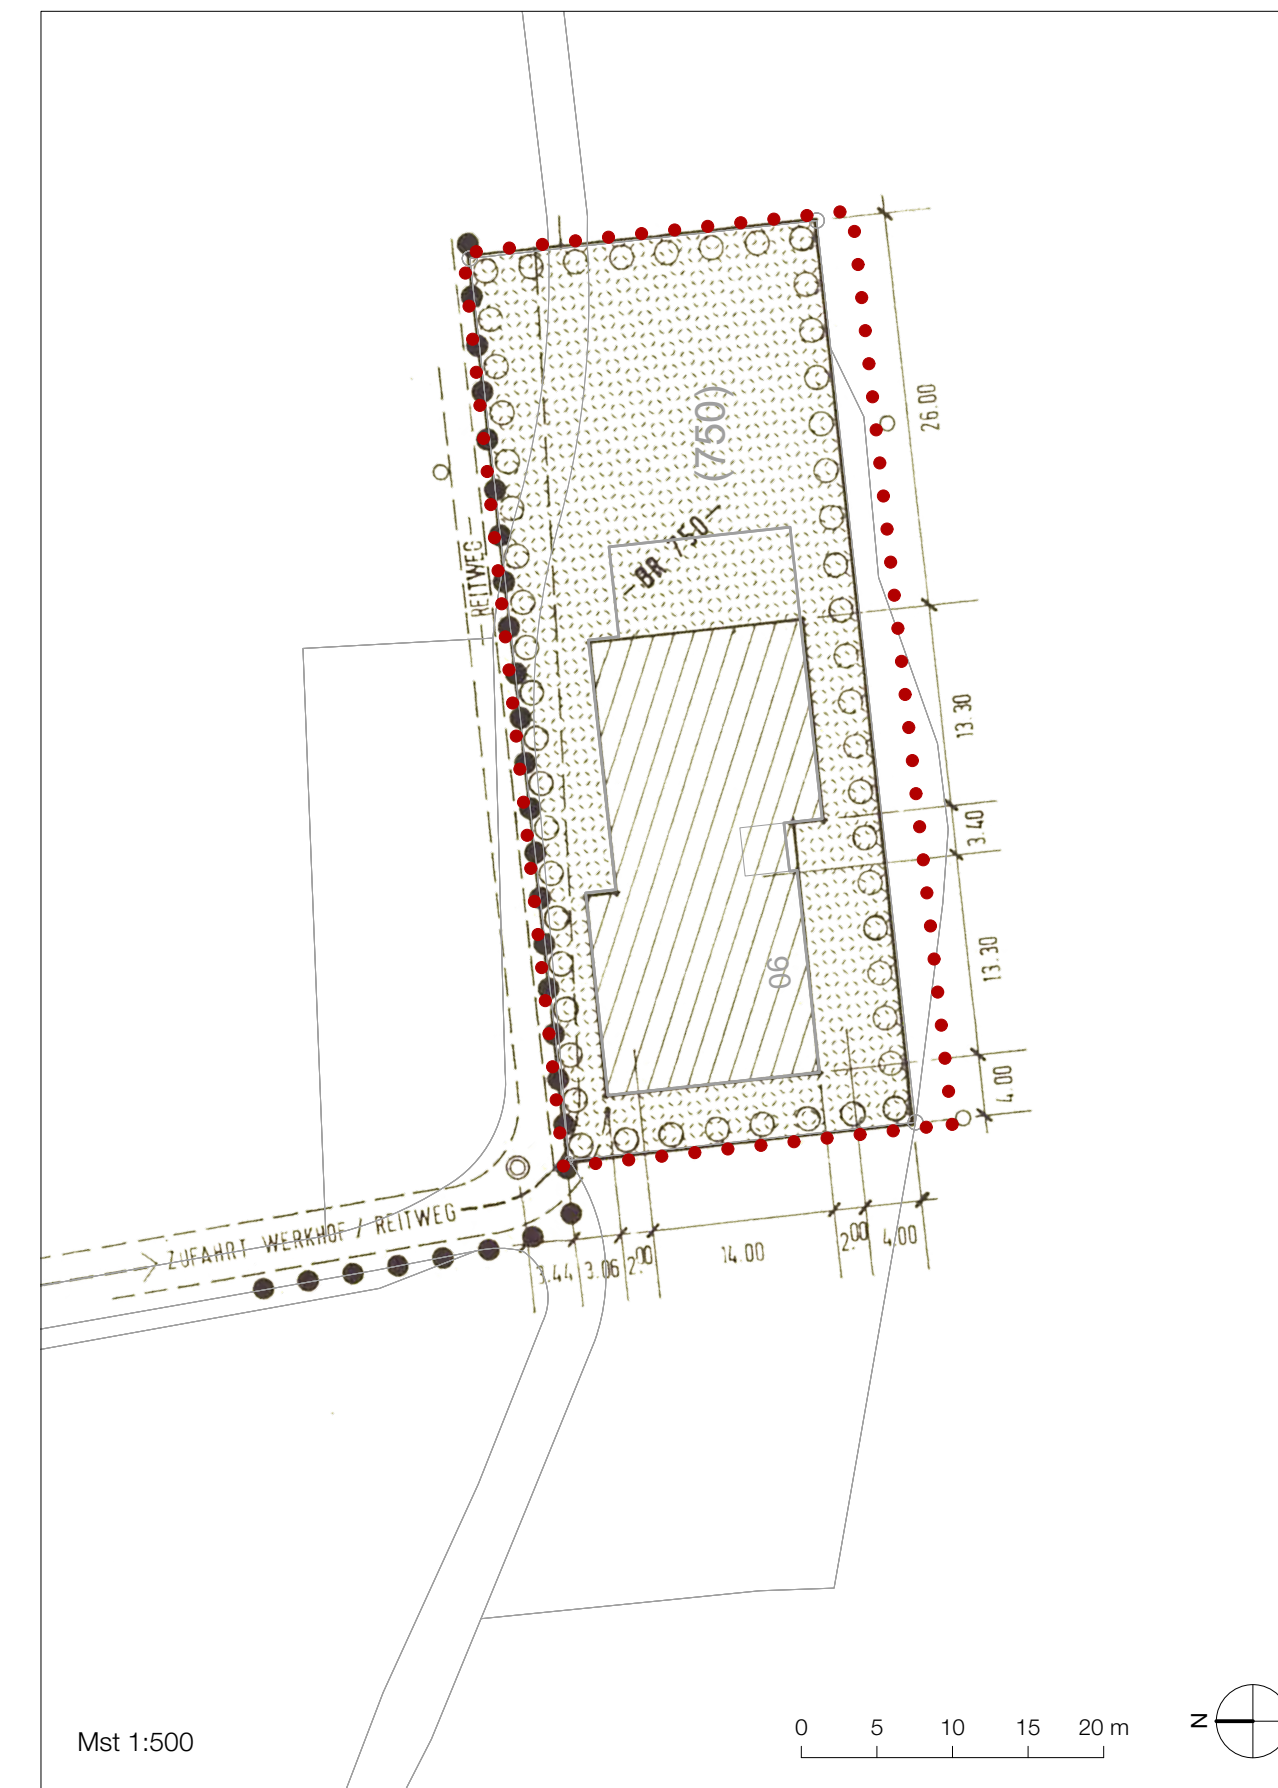 26.00
(750)
-BR 750-
REITWEG
13.30
3.40
90
13.30
4.00
ZUFAHRT WERKHOF / REITWEG
3.44 3.06 2.00 14.00 2.00 4.00
Mst 1:500
0 5 10 15 20 m
N